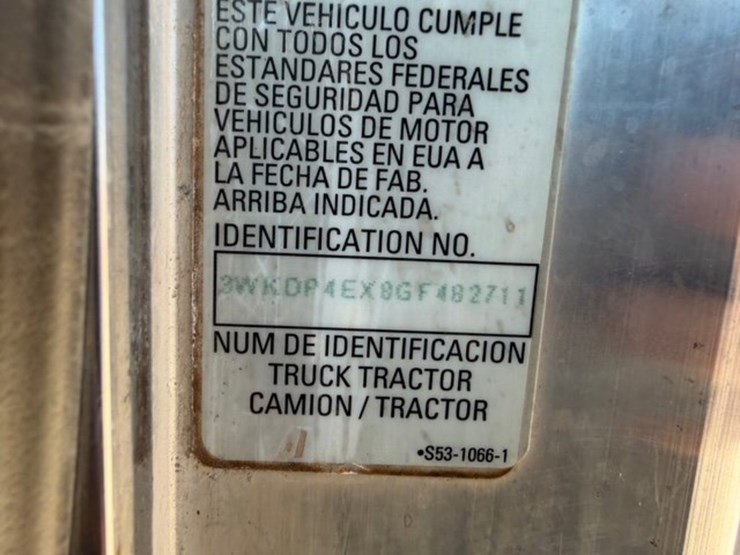 ESTE VEHICULO CUMPLE
CON TODOS LOS
ESTANDARES FEDERALES
DE SEGURIDAD PARA
VEHICULOS DE MOTOR
APLICABLES EN EUA A
LA FECHA DE FAB.
ARRIBA INDICADA.
IDENTIFICATION NO.
3WKDP4EX8GF482711
NUM DE IDENTIFICACION
TRUCK TRACTOR
CAMION / TRACTOR
•S53-1066-1